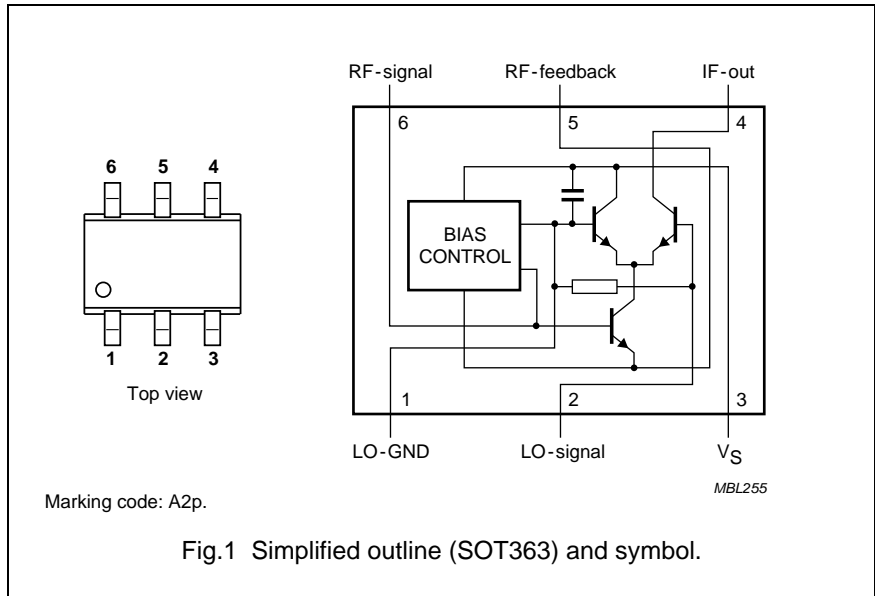 RF-signal RF-feedback IF-out
6 5 4
6 5 4
BIAS
CONTROL
1 2 3
Top view
1 2 3
LO-GND LO-signal VS
MBL255
Marking code: A2p.
Fig.1 Simplified outline (SOT363) and symbol.